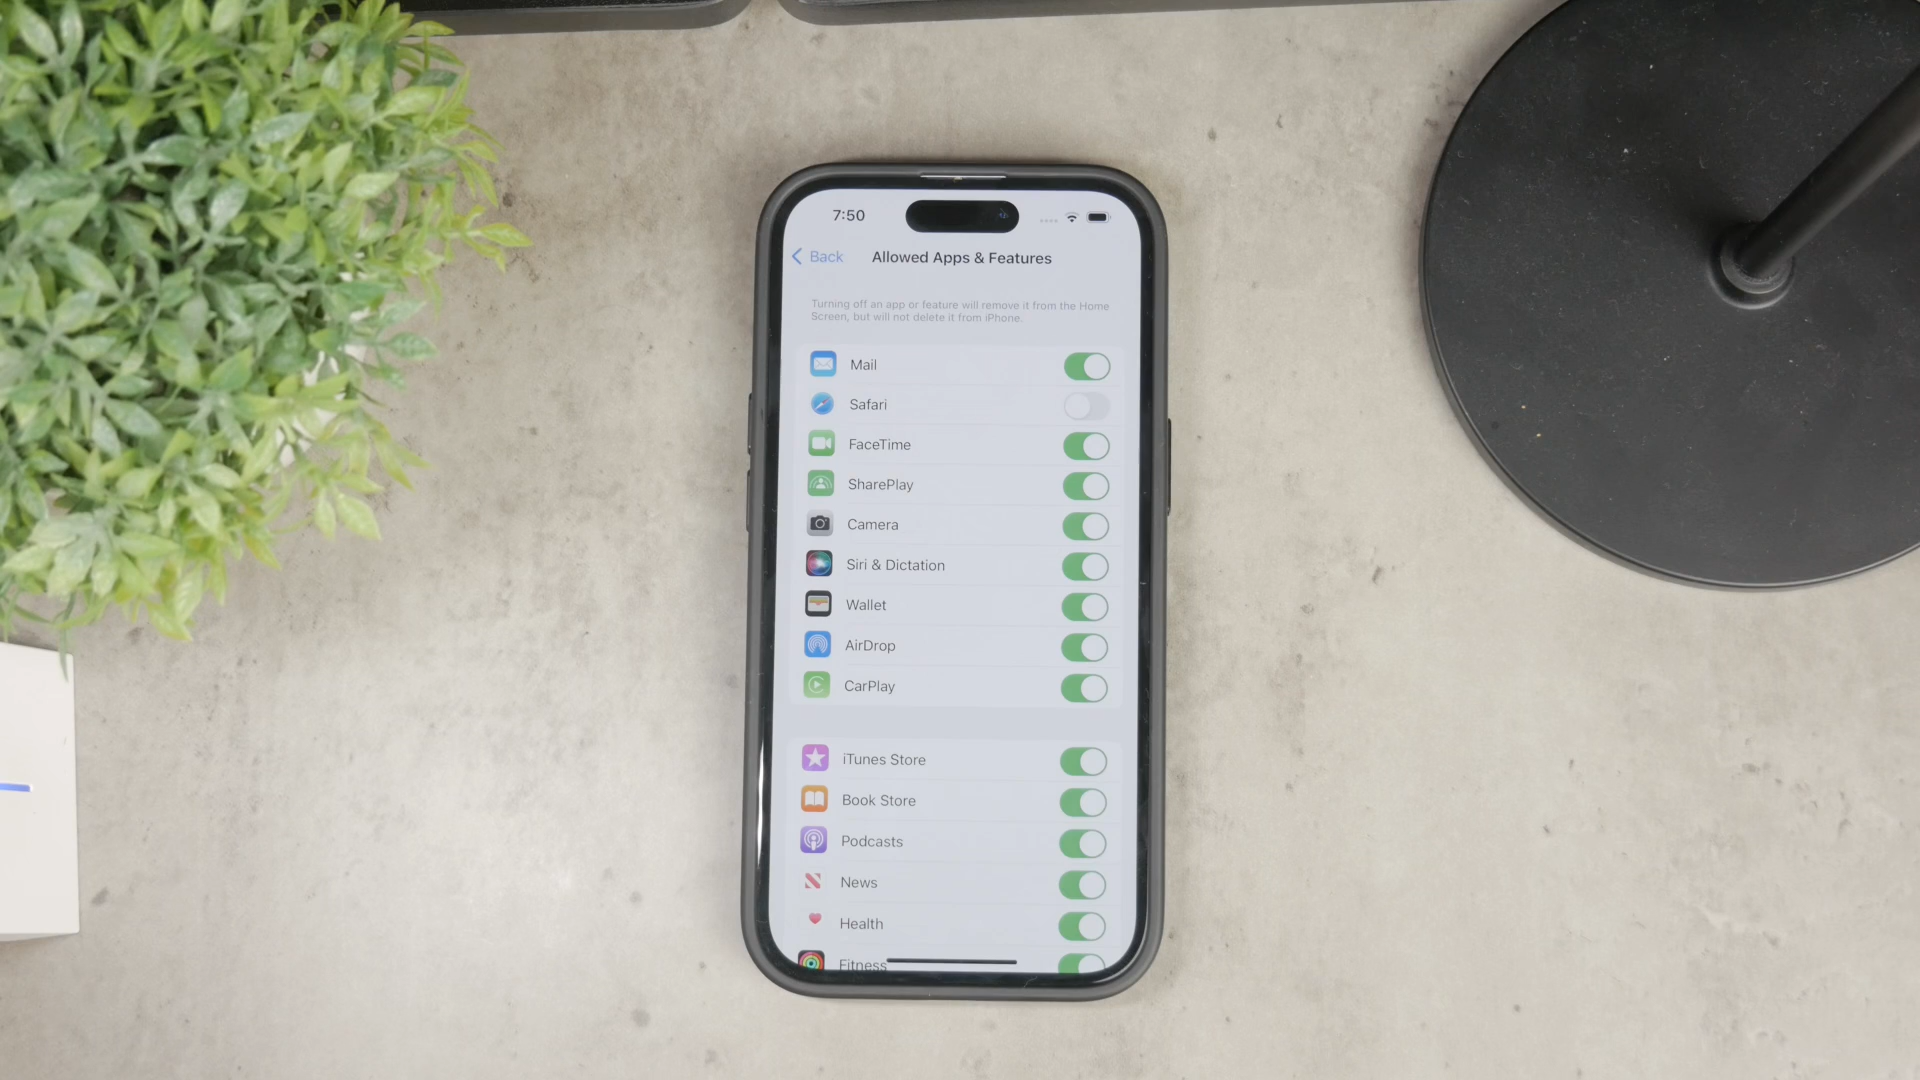 7:50
Back
Allowed Apps & Features
Turning off an app or feature will remove it from the Home
Screen, but will not delete it from iPhone.
Mail
Safari
FaceTime
SharePlay
Camera
Siri & Dictation
Wallet
AirDrop
CarPlay
iTunes Store
Book Store
Podcasts
News
Health
Fitness